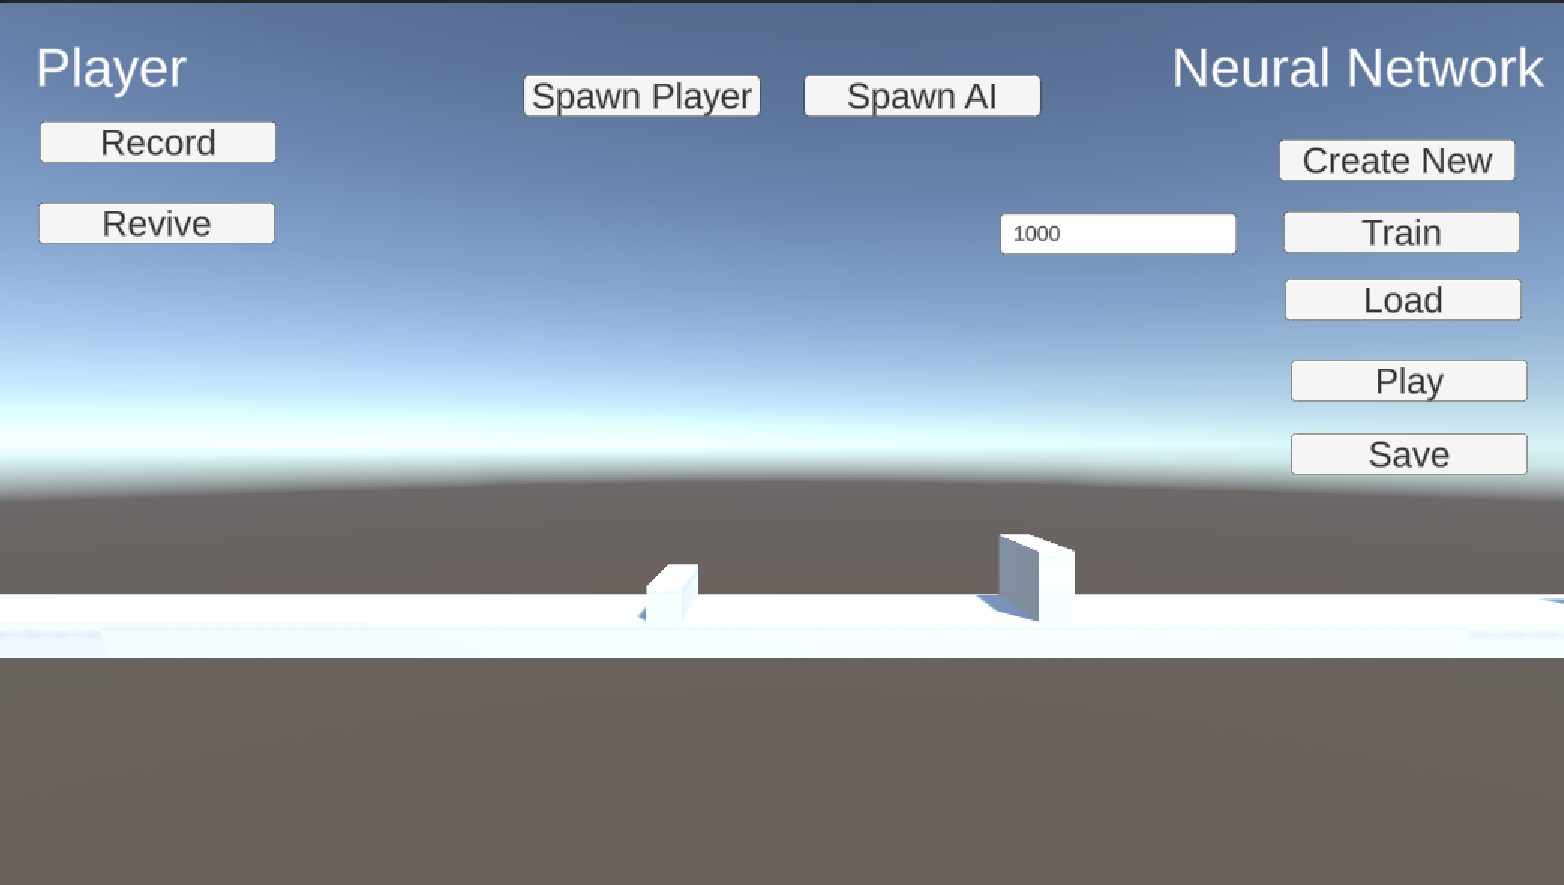 Player
Neural Network
Spawn Player
Spawn AI
Record
Create New
Revive
1000
Train
Load
Play
Save